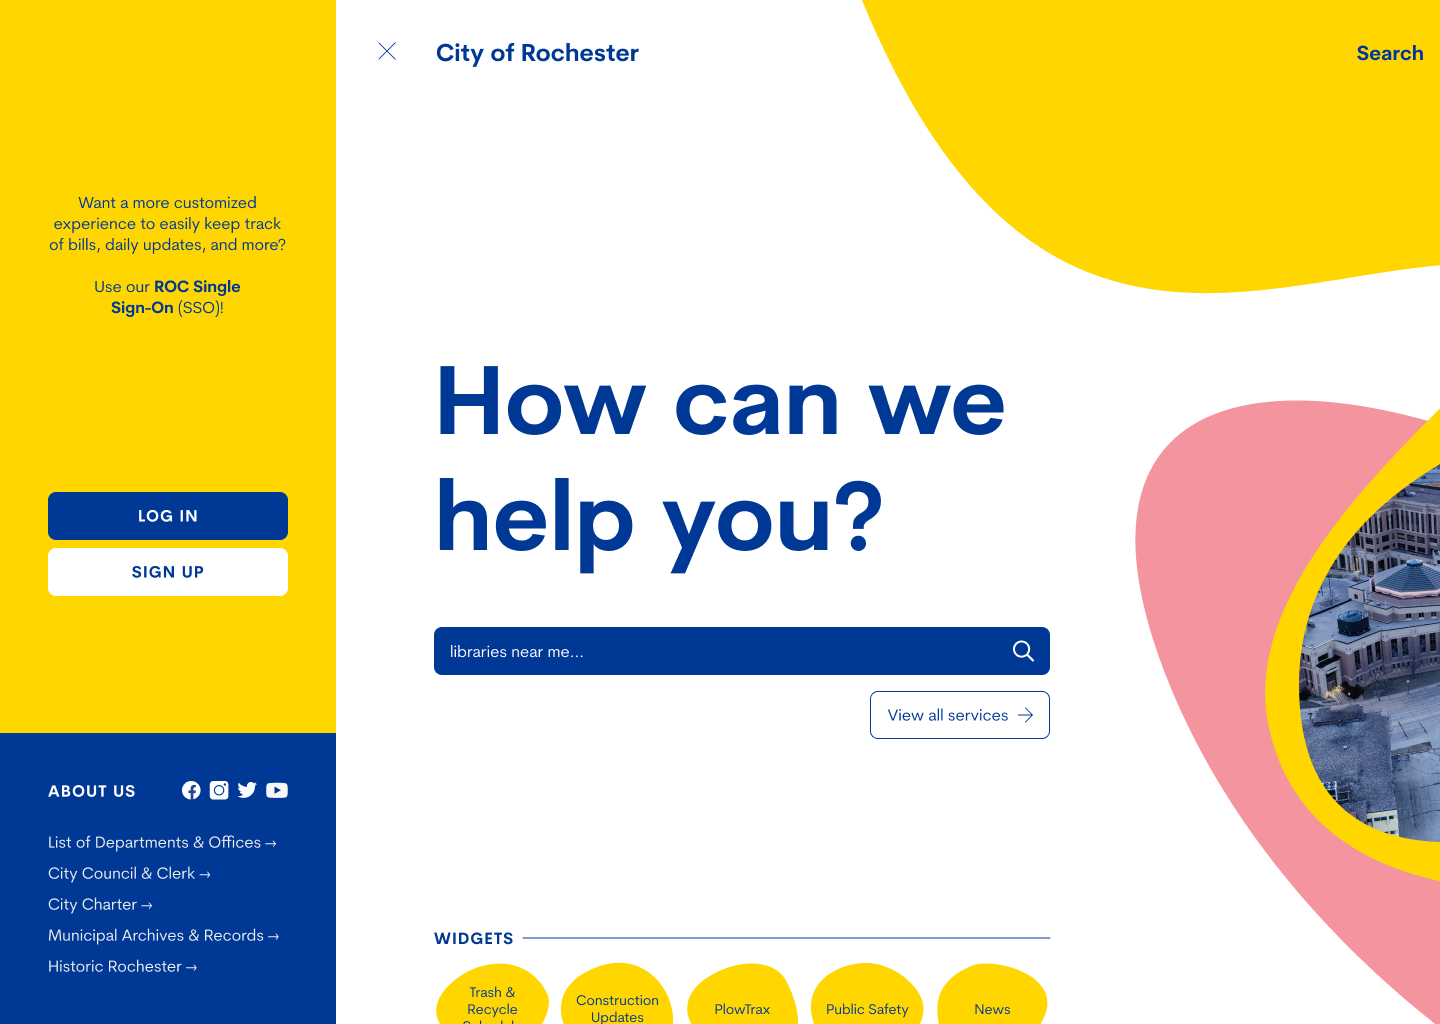 Want a more customized
experience to easily keep track
of bills, daily updates, and more?
Use our ROC Single
Sign-On (SSO)!
LOG IN
SIGN UP
ABOUT US
List of Departments & Offices →
City Council & Clerk →
City Charter →
Municipal Archives & Records →
Historic Rochester →
City of Rochester
Search
How can we
help you?
libraries near me...
View all services →
WIDGETS
Trash &
Recycle
Construction
Updates
PlowTrax
Public Safety
News